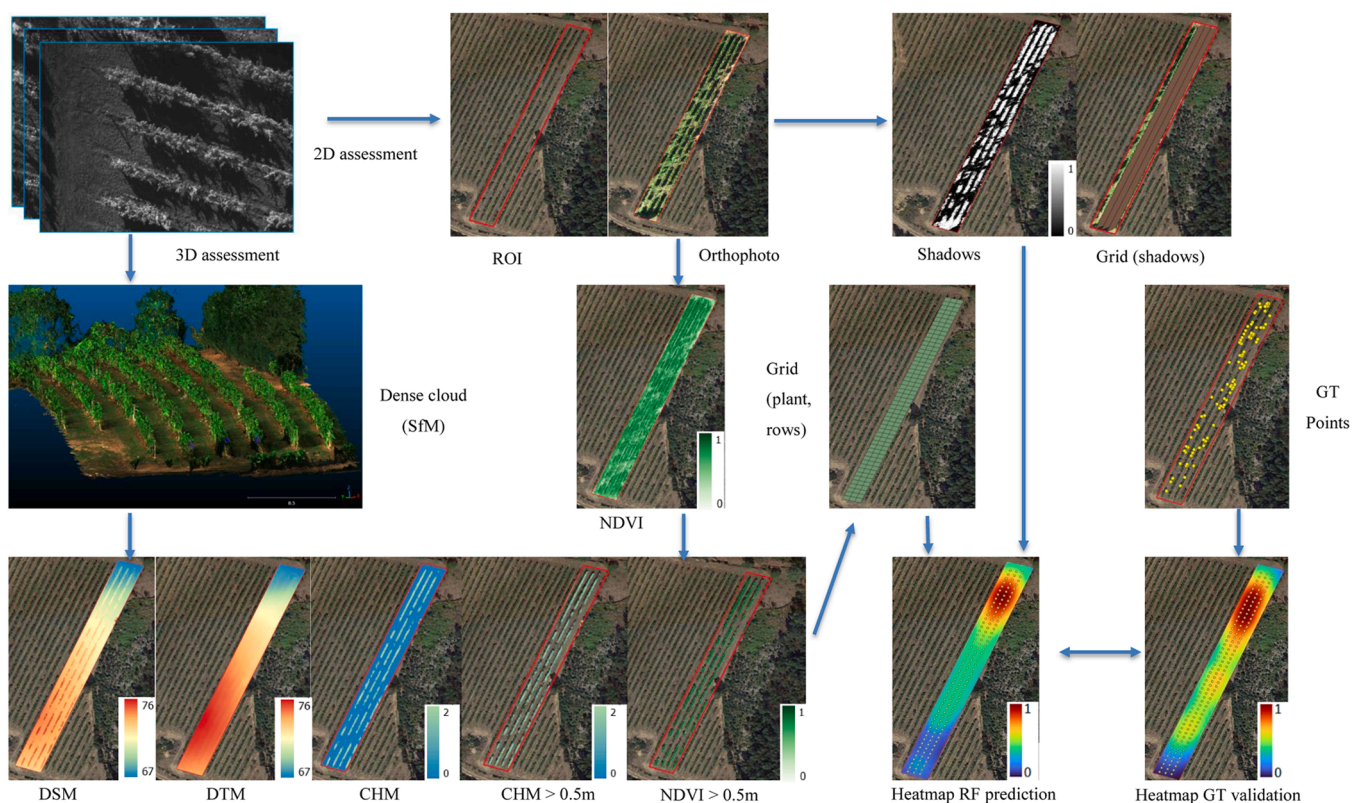 2D assessment
3D assessment
ROI
Orthophoto
1
0
Shadows
Grid (shadows)
Dense cloud
(SfM)
1
0
NDVI
Grid
(plant,
rows)
GT
Points
76
67
DSM
76
67
DTM
2
0
CHM
2
0
CHM > 0.5m
1
0
NDVI > 0.5m
1
0
Heatmap RF prediction
1
0
Heatmap GT validation